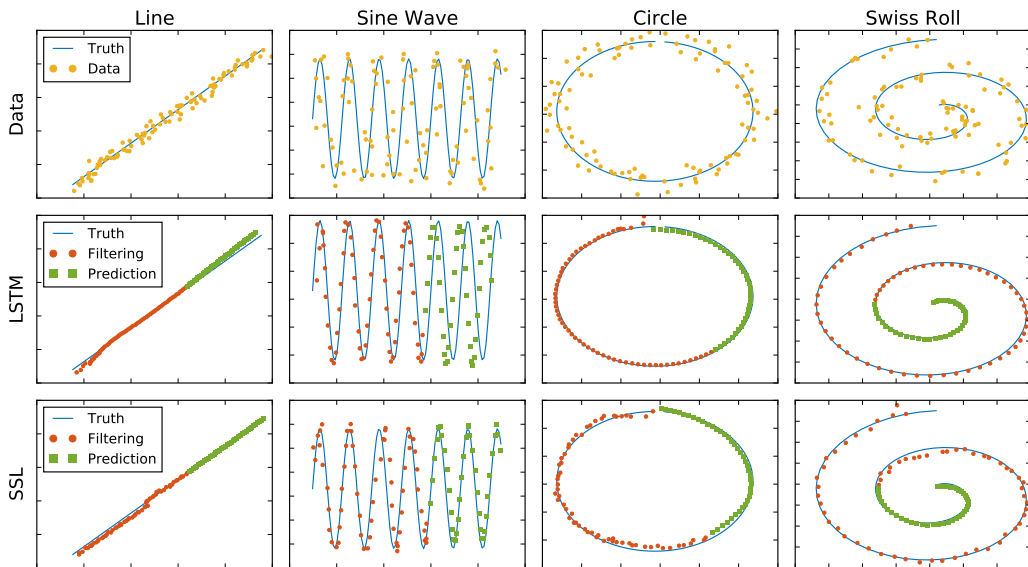 Line
Sine Wave
Circle
Swiss Roll
Data
Truth
Data
LSTM
Truth
Filtering
Prediction
SSL
Truth
Filtering
Prediction